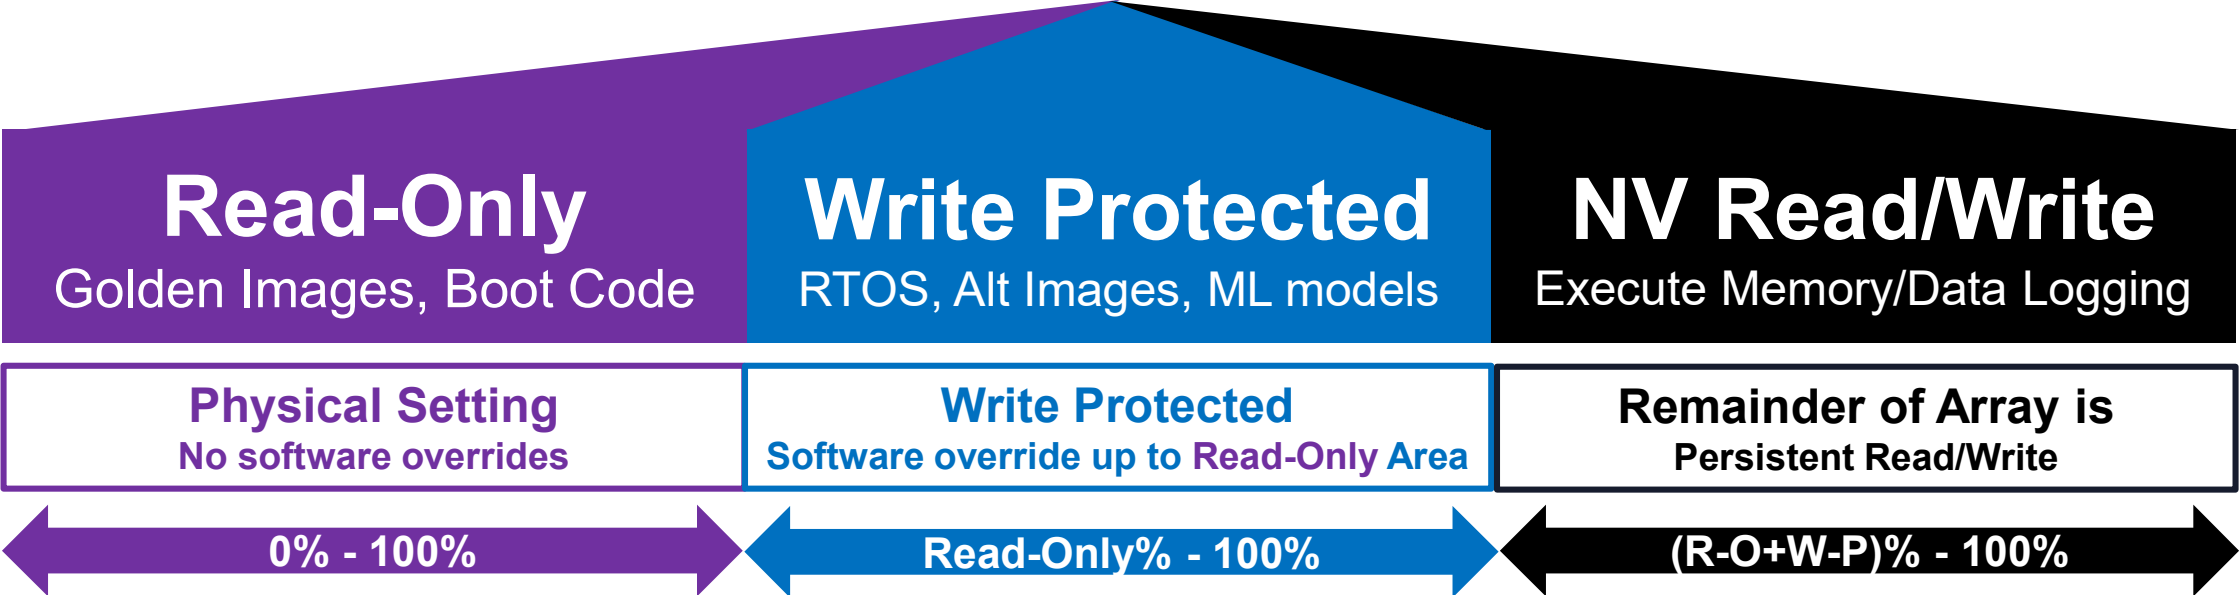 Read-Only
Golden Images, Boot Code
Write Protected
RTOS, Alt Images, ML models
NV Read/Write
Execute Memory/Data Logging
Physical Setting
No software overrides
Write Protected
Software override up to Read-Only Area
Remainder of Array is
Persistent Read/Write
0% - 100%
Read-Only% - 100%
(R-O+W-P)% - 100%